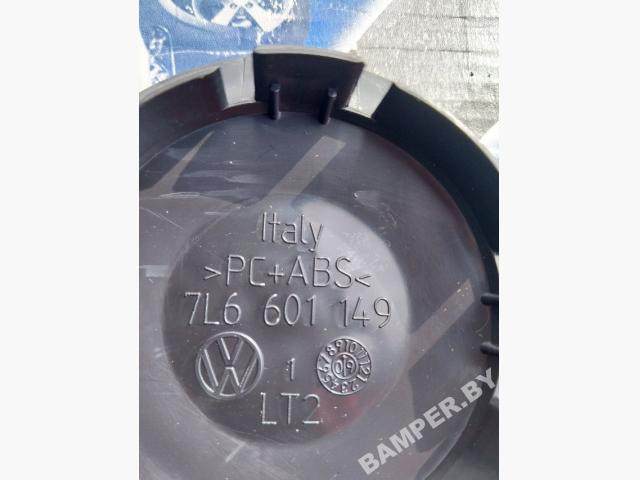 Italy
>PC+ABS<
7L6 601 149
1
LT2
BAMPER.BY